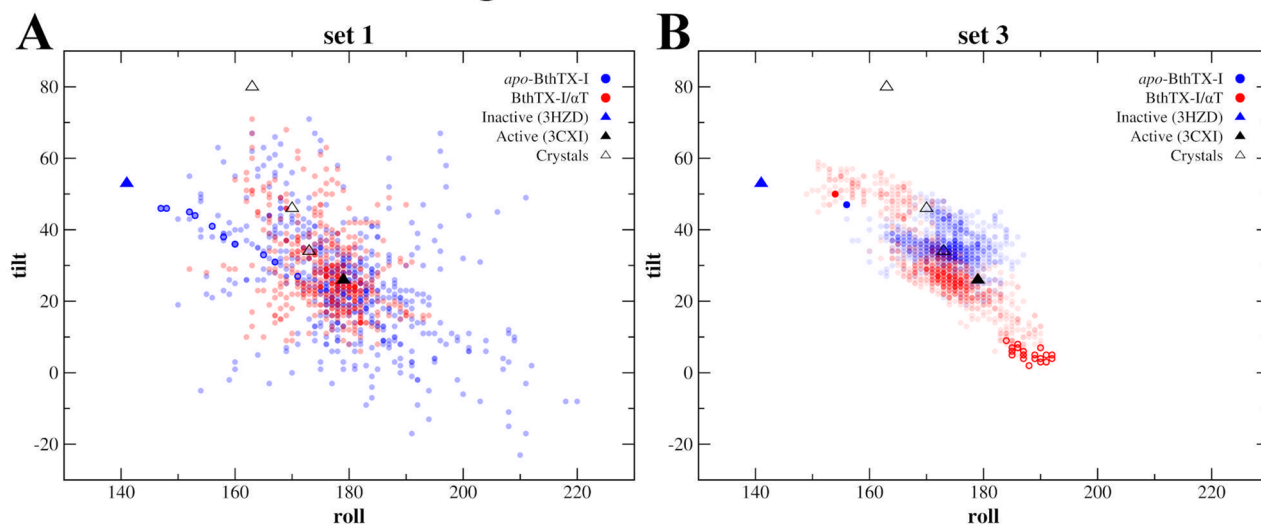 A
set 1
80
60
40
20
0
-20
tilt
140
160
180
200
220
roll
apo-BthTX-I
BthTX-I/αT
Inactive (3HZD)
Active (3CXI)
Crystals
B
set 3
80
60
40
20
0
-20
tilt
140
160
180
200
220
roll
apo-BthTX-I
BthTX-I/αT
Inactive (3HZD)
Active (3CXI)
Crystals